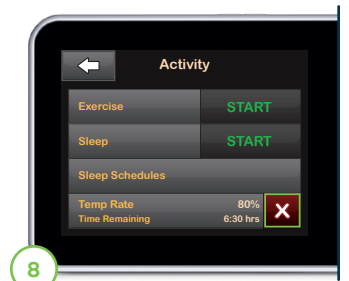 Activity
Exercise START
Sleep START
Sleep Schedules
Temp Rate 80%
Time Remaining 6:30 hrs
X
8